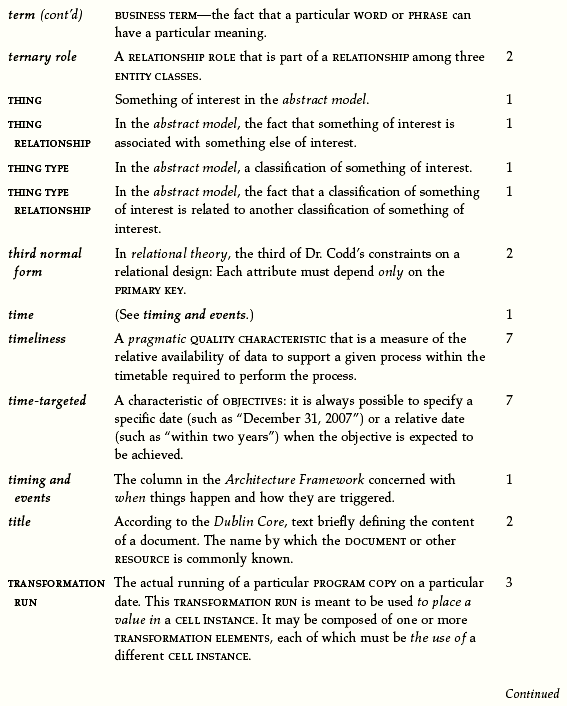 term (cont'd) BUSINESS TERM—the fact that a particular WORD or PHRASE can
have a particular meaning.
ternary role A RELATIONSHIP ROLE that is part of a RELATIONSHIP among three 2
ENTITY CLASSES.
THING Something of interest in the abstract model. 1
THING In the abstract model, the fact that something of interest is 1
RELATIONSHIP associated with something else of interest.
THING TYPE In the abstract model, a classification of something of interest. 1
THING TYPE In the abstract model, the fact that a classification of something 1
RELATIONSHIP of interest is related to another classification of something of
interest.
third normal In relational theory, the third of Dr. Codd's constraints on a 2
form relational design: Each attribute must depend only on the
PRIMARY KEY.
time (See timing and events.) 1
timeliness A pragmatic QUALITY CHARACTERISTIC that is a measure of the 7
relative availability of data to support a given process within the
timetable required to perform the process.
time-targeted A characteristic of OBJECTIVES: it is always possible to specify a 7
specific date (such as “December 31, 2007”) or a relative date
(such as “within two years”) when the objective is expected to
be achieved.
timing and The column in the Architecture Framework concerned with 1
events when things happen and how they are triggered.
title According to the Dublin Core, text briefly defining the content 2
of a document. The name by which the DOCUMENT or other
RESOURCE is commonly known.
TRANSFORMATION The actual running of a particular PROGRAM COPY on a particular 3
RUN date. This TRANSFORMATION RUN is meant to be used to place a
value in a CELL INSTANCE. It may be composed of one or more
TRANSFORMATION ELEMENTS, each of which must be the use of a
different CELL INSTANCE.
Continued